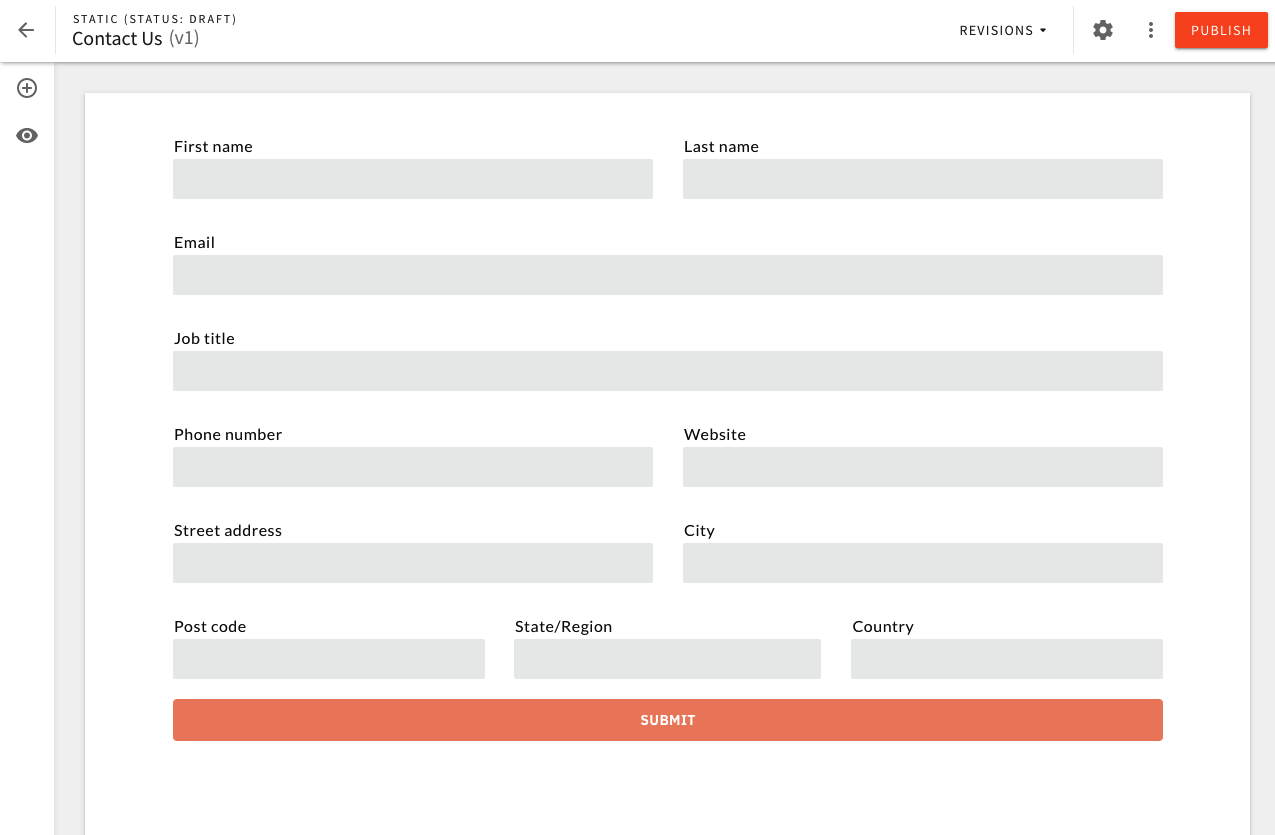 STATIC (STATUS: DRAFT)
Contact Us (v1)
REVISIONS
PUBLISH
First name
Last name
Email
Job title
Phone number
Website
Street address
City
Post code
State/Region
Country
SUBMIT